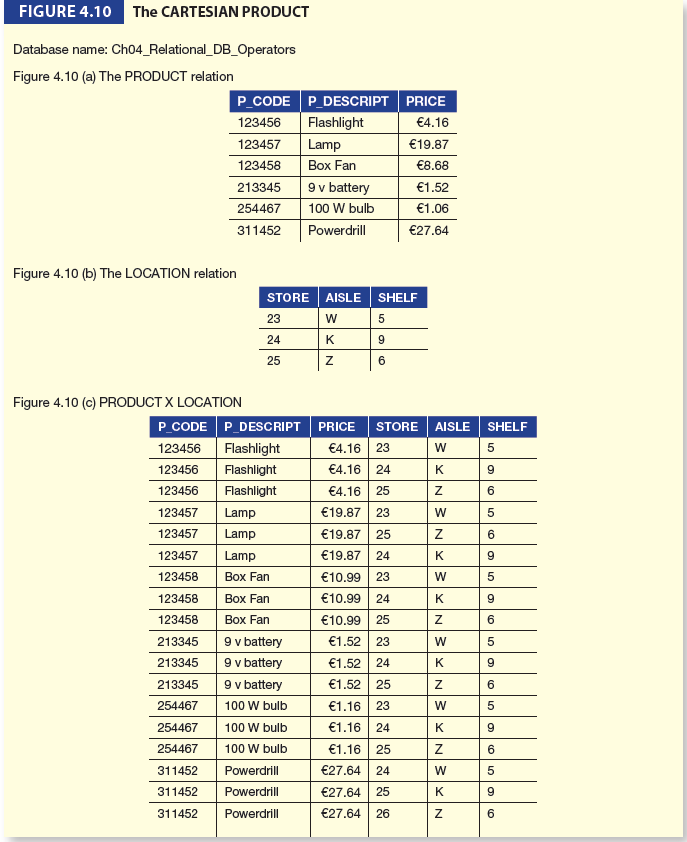 FIGURE 4.10 The CARTESIAN PRODUCT
Database name: Ch04_Relational_DB_Operators
Figure 4.10 (a) The PRODUCT relation
P_CODE P_DESCRIPT PRICE
123456 Flashlight €4.16
123457 Lamp €19.87
123458 Box Fan €8.68
213345 9 v battery €1.52
254467 100 W bulb €1.06
311452 Powerdrill €27.64
Figure 4.10 (b) The LOCATION relation
STORE AISLE SHELF
23 W 5
24 K 9
25 Z 6
Figure 4.10 (c) PRODUCT X LOCATION
P_CODE P_DESCRIPT PRICE STORE AISLE SHELF
123456 Flashlight €4.16 23 W 5
123456 Flashlight €4.16 24 K 9
123456 Flashlight €4.16 25 Z 6
123457 Lamp €19.87 23 W 5
123457 Lamp €19.87 25 Z 6
123457 Lamp €19.87 24 K 9
123458 Box Fan €10.99 23 W 5
123458 Box Fan €10.99 24 K 9
123458 Box Fan €10.99 25 Z 6
213345 9 v battery €1.52 23 W 5
213345 9 v battery €1.52 24 K 9
213345 9 v battery €1.52 25 Z 6
254467 100 W bulb €1.16 23 W 5
254467 100 W bulb €1.16 24 K 9
254467 100 W bulb €1.16 25 Z 6
311452 Powerdrill €27.64 24 W 5
311452 Powerdrill €27.64 25 K 9
311452 Powerdrill €27.64 26 Z 6